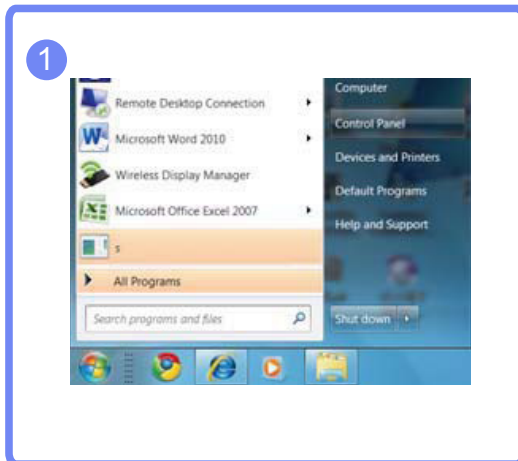 1
Remote Desktop Connection
Microsoft Word 2010
Wireless Display Manager
Microsoft Office Excel 2007
s
All Programs
Search programs and files
Computer
Control Panel
Devices and Printers
Default Programs
Help and Support
Shut down